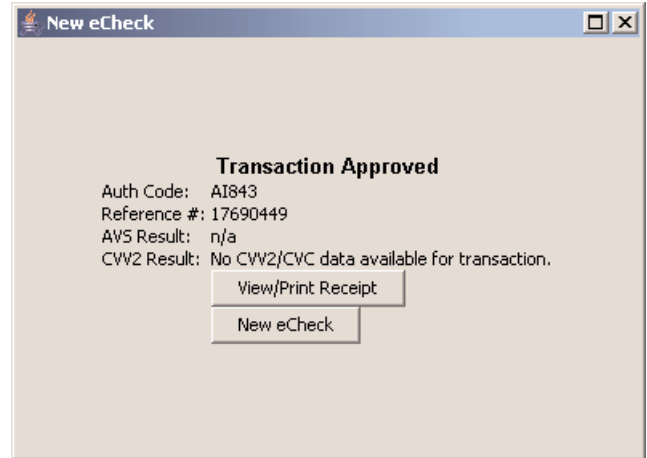 New eCheck
Transaction Approved
Auth Code: AI843
Reference #: 17690449
AVS Result: n/a
CVV2 Result: No CVV2/CVC data available for transaction.
View/Print Receipt
New eCheck